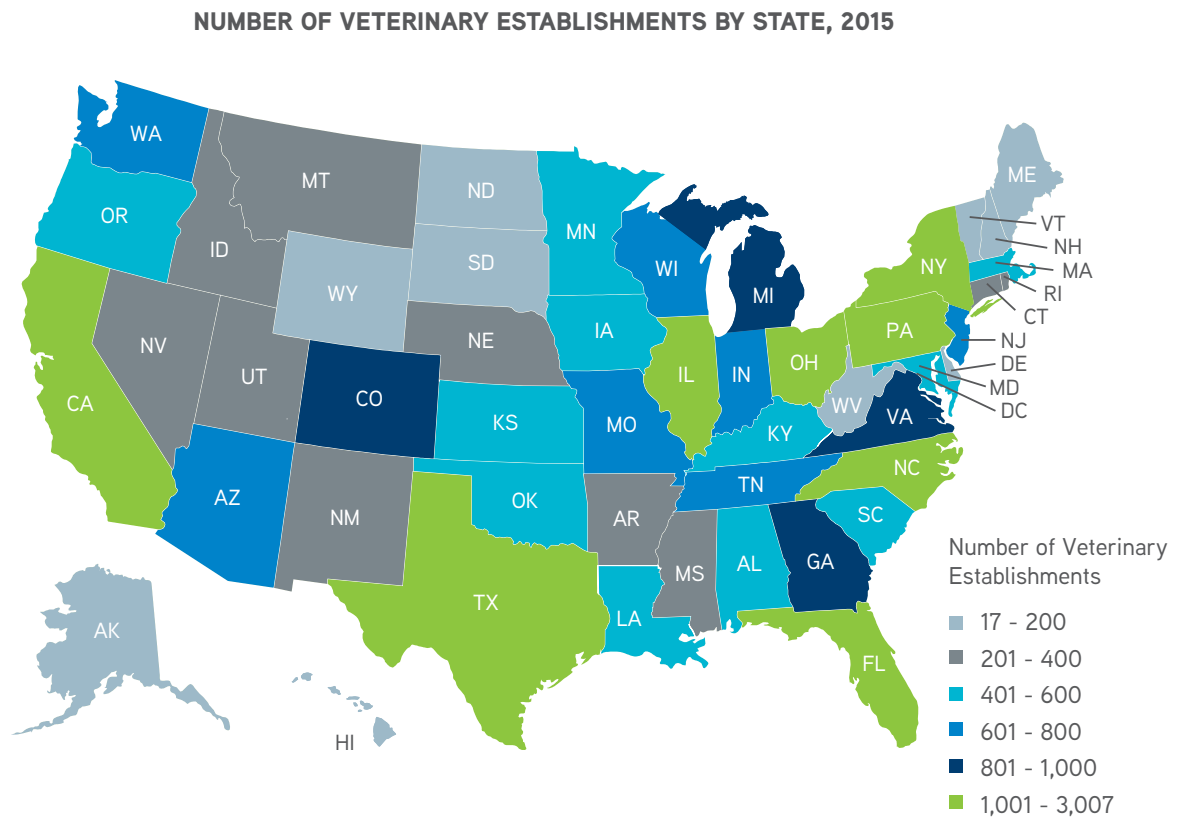 NUMBER OF VETERINARY ESTABLISHMENTS BY STATE, 2015
WA
MT
ND
ME
OR
MN
VT
ID
SD
WI
NY
NH
MA
WY
MI
RI
CT
NV
NE
IA
PA
NJ
UT
CO
IL
IN
OH
DE
MD
CA
WV
DC
KS
MO
KY
VA
AZ
OK
TN
NC
NM
AR
SC
MS
AL
GA
TX
LA
AK
FL
HI
Number of Veterinary
Establishments
17 - 200
201 - 400
401 - 600
601 - 800
801 - 1,000
1,001 - 3,007